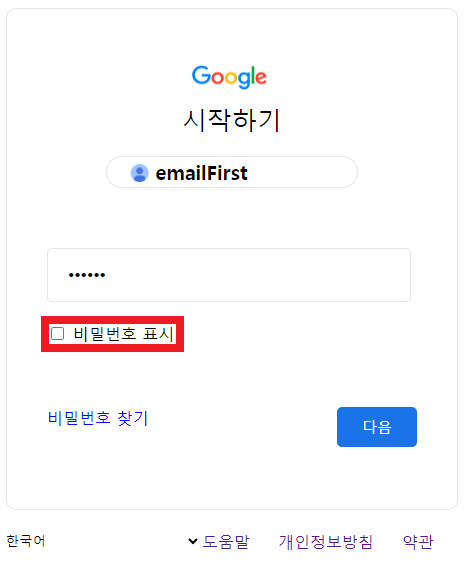 Google
시작하기
emailFirst
••••••
비밀번호 표시
비밀번호 찾기
다음
한국어 도움말 개인정보방침 약관